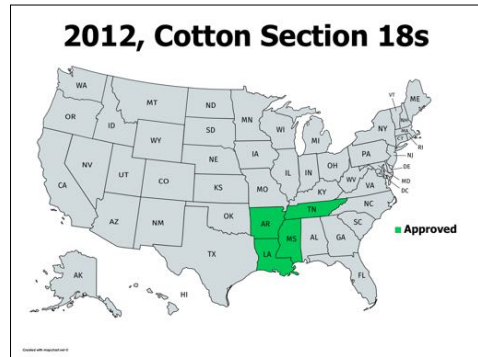 2012, Cotton Section 18s
WA
MT
ND
MN
ME
VT
NH
OR
ID
SD
WI
MI
NY
MA
CT
RI
WY
IA
PA
NJ
NV
NE
IL
IN
OH
DE
MD
DC
UT
CO
KS
MO
WV
VA
KY
CA
NC
TN
OK
AR
SC
AZ
NM
MS
AL
GA
Approved
LA
TX
FL
AK
HI